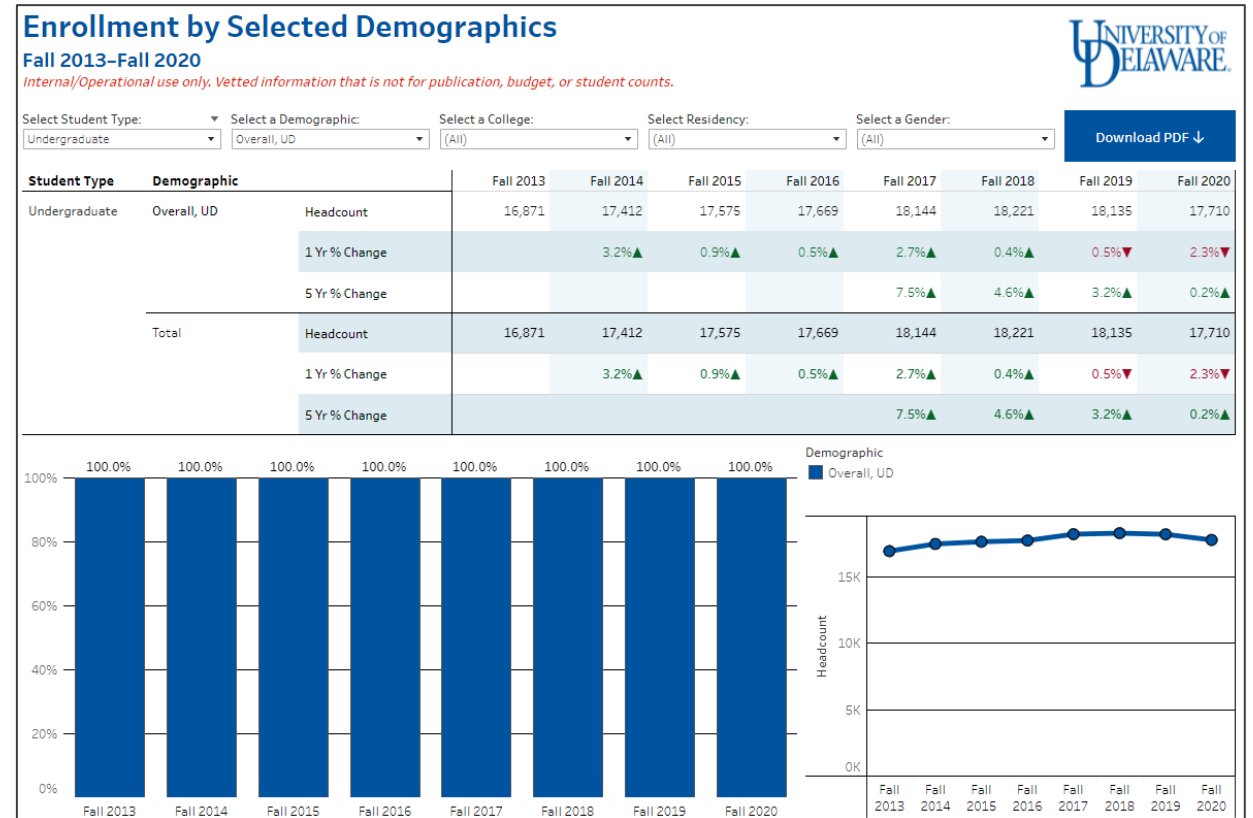 Enrollment by Selected Demographics
Fall 2013–Fall 2020
Internal/Operational use only. Vetted information that is not for publication, budget, or student counts.
UNIVERSITY OF DELAWARE.
Select Student Type: ▼ Select a Demographic: Select a College: Select Residency: Select a Gender:
Undergraduate ▼ Overall, UD ▼ (All) ▼ (All) ▼ (All) ▼
Download PDF ↓
Student Type Demographic Fall 2013 Fall 2014 Fall 2015 Fall 2016 Fall 2017 Fall 2018 Fall 2019 Fall 2020
Undergraduate Overall, UD Headcount 16,871 17,412 17,575 17,669 18,144 18,221 18,135 17,710
1 Yr % Change 3.2%▲ 0.9%▲ 0.5%▲ 2.7%▲ 0.4%▲ 0.5%▼ 2.3%▼
5 Yr % Change 7.5%▲ 4.6%▲ 3.2%▲ 0.2%▲
Total Headcount 16,871 17,412 17,575 17,669 18,144 18,221 18,135 17,710
1 Yr % Change 3.2%▲ 0.9%▲ 0.5%▲ 2.7%▲ 0.4%▲ 0.5%▼ 2.3%▼
5 Yr % Change 7.5%▲ 4.6%▲ 3.2%▲ 0.2%▲
100.0% 100.0% 100.0% 100.0% 100.0% 100.0% 100.0% 100.0%
100%
80%
60%
40%
20%
0%
Fall 2013 Fall 2014 Fall 2015 Fall 2016 Fall 2017 Fall 2018 Fall 2019 Fall 2020
Demographic
Overall, UD
Headcount
15K
10K
5K
0K
Fall Fall Fall Fall Fall Fall Fall Fall
2013 2014 2015 2016 2017 2018 2019 2020